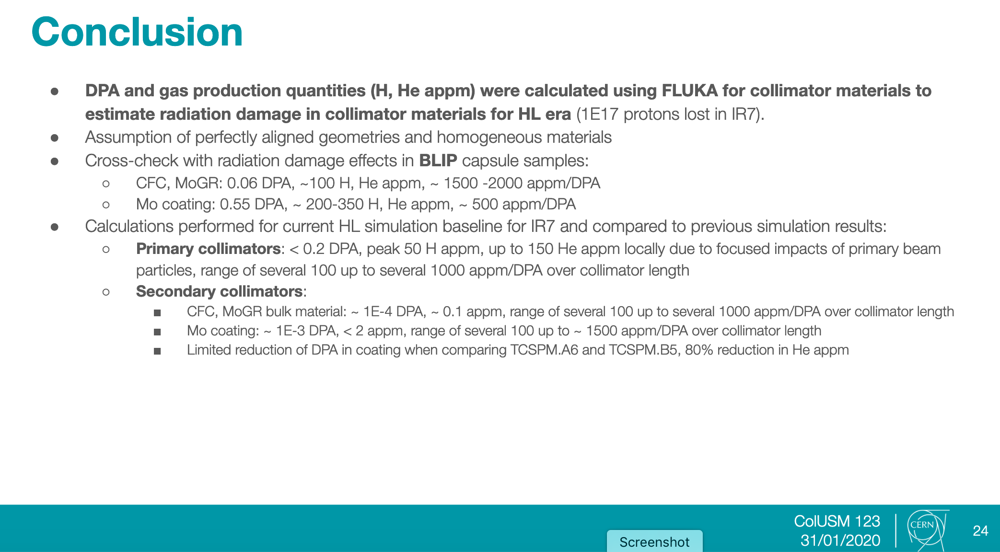 Conclusion
● DPA and gas production quantities (H, He appm) were calculated using FLUKA for collimator materials to
estimate radiation damage in collimator materials for HL era (1E17 protons lost in IR7).
● Assumption of perfectly aligned geometries and homogeneous materials
● Cross-check with radiation damage effects in BLIP capsule samples:
○ CFC, MoGR: 0.06 DPA, ~100 H, He appm, ~ 1500 -2000 appm/DPA
○ Mo coating: 0.55 DPA, ~ 200-350 H, He appm, ~ 500 appm/DPA
● Calculations performed for current HL simulation baseline for IR7 and compared to previous simulation results:
○ Primary collimators: < 0.2 DPA, peak 50 H appm, up to 150 He appm locally due to focused impacts of primary beam
particles, range of several 100 up to several 1000 appm/DPA over collimator length
○ Secondary collimators:
■ CFC, MoGR bulk material: ~ 1E-4 DPA, ~ 0.1 appm, range of several 100 up to several 1000 appm/DPA over collimator length
■ Mo coating: ~ 1E-3 DPA, < 2 appm, range of several 100 up to ~ 1500 appm/DPA over collimator length
■ Limited reduction of DPA in coating when comparing TCSPM.A6 and TCSPM.B5, 80% reduction in He appm
ColUSM 123
31/01/2020
CERN
24
Screenshot